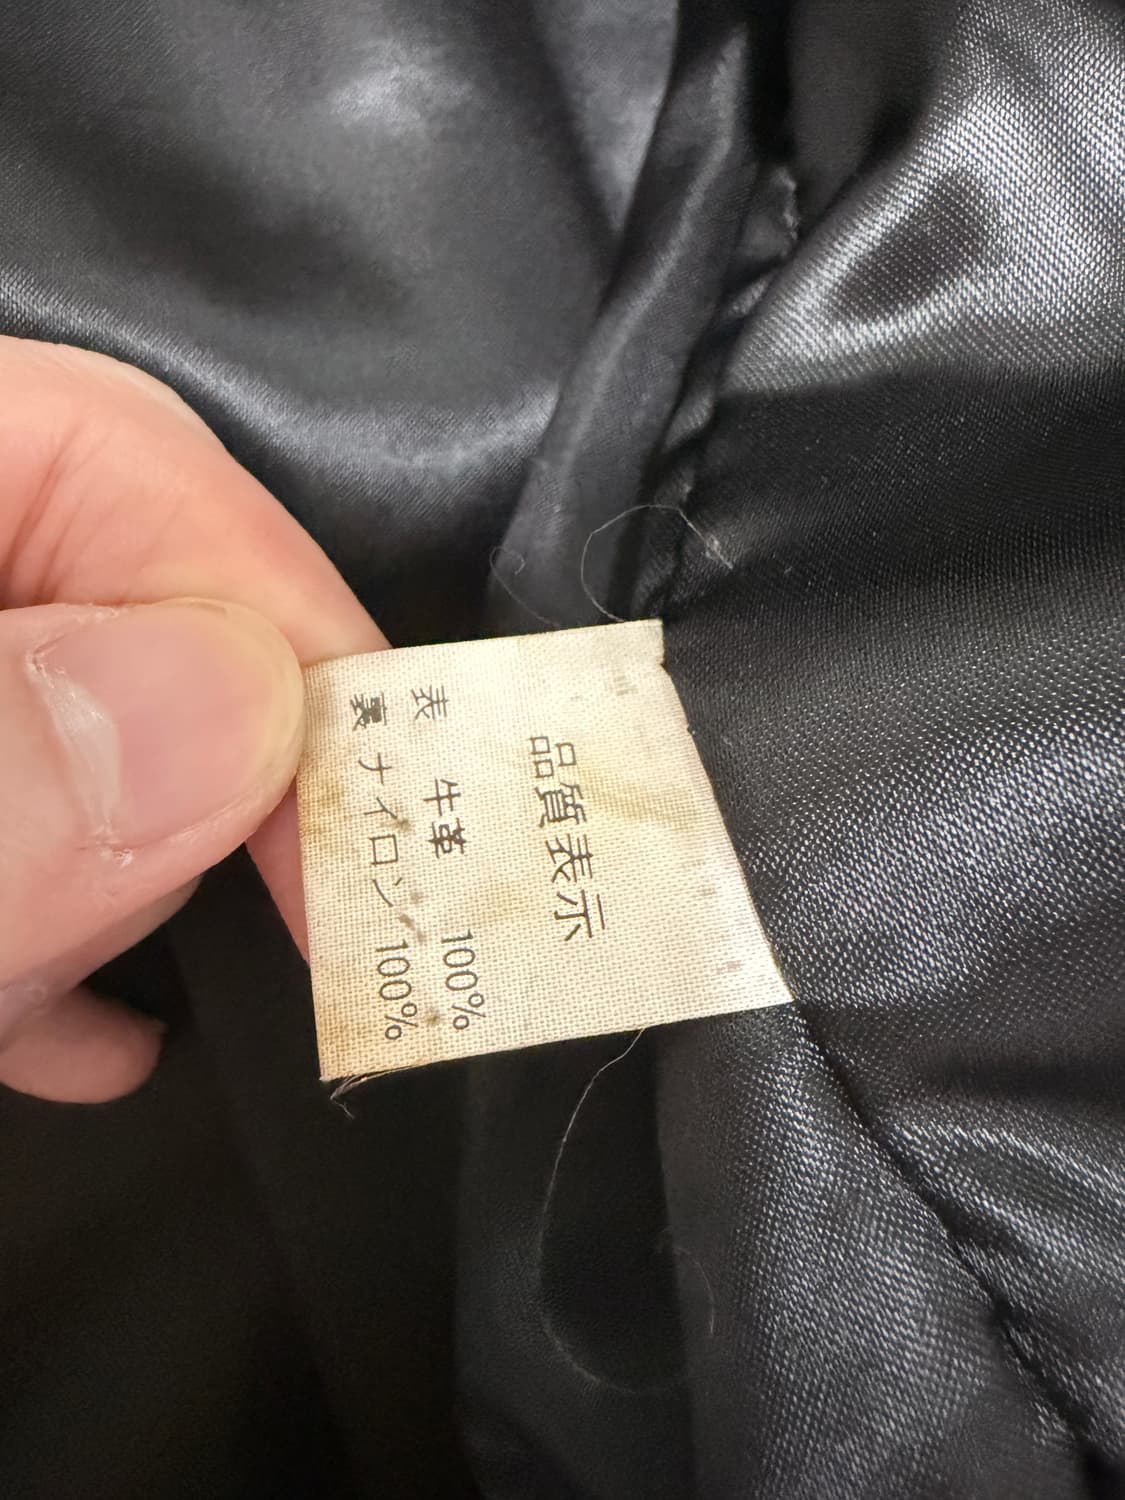 品質表示
表 牛革 100%
裏 ナイロン 100%